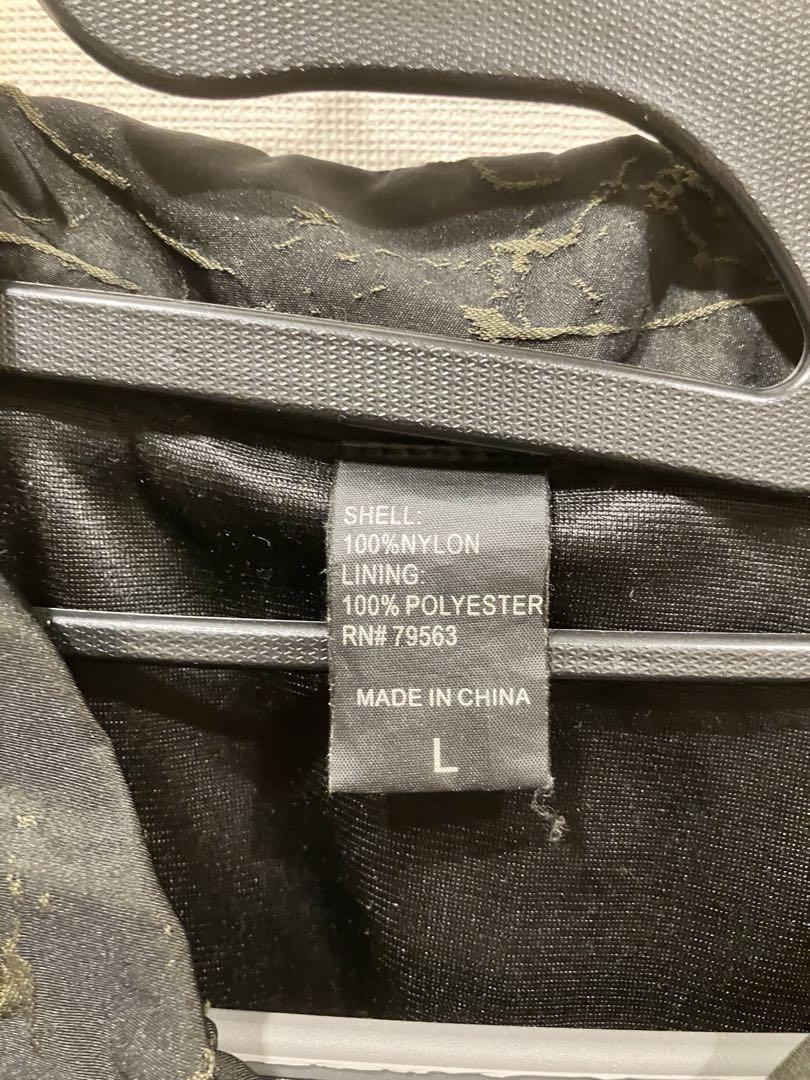 SHELL:
100%NYLON
LINING:
100% POLYESTER
RN# 79563
MADE IN CHINA
L